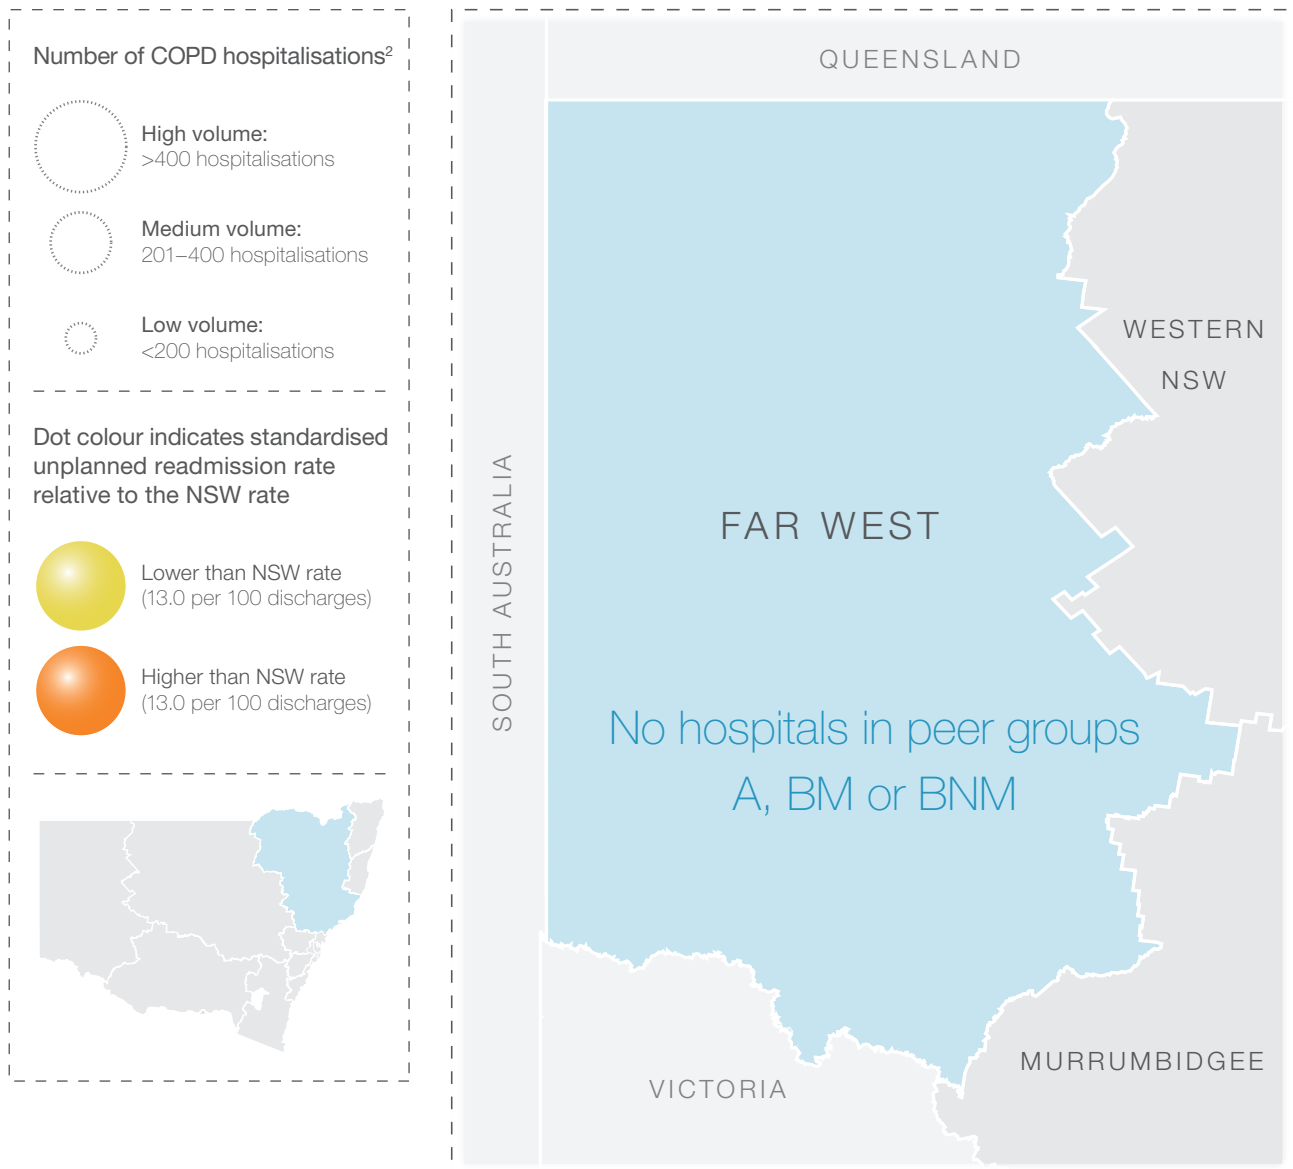 Number of COPD hospitalisations²
High volume:
>400 hospitalisations
Medium volume:
201–400 hospitalisations
Low volume:
<200 hospitalisations
Dot colour indicates standardised
unplanned readmission rate
relative to the NSW rate
Lower than NSW rate
(13.0 per 100 discharges)
Higher than NSW rate
(13.0 per 100 discharges)
QUEENSLAND
WESTERN
NSW
SOUTH AUSTRALIA
FAR WEST
No hospitals in peer groups
A, BM or BNM
MURRUMBIDGEE
VICTORIA